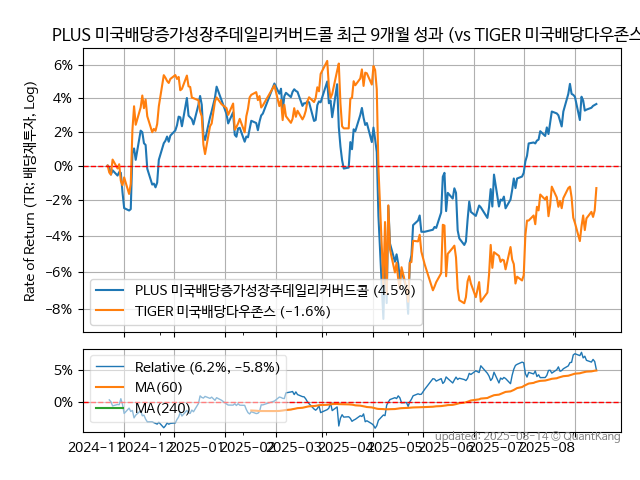 PLUS 미국배당증가성장주데일리커버드콜 최근 9개월 성과 (vs TIGER 미국배당다우존스
6%
4%
2%
0%
−2%
−4%
−6%
−8%
Rate of Return (TR: 배당재투자, Log)
PLUS 미국배당증가성장주데일리커버드콜 (4.5%)
TIGER 미국배당다우존스 (−1.6%)
5%
0%
Relative (6.2%, −5.8%)
MA(60)
MA(240)
updated: 2025-08-14 © QuantKang
2024-11 2024-12 2025-01 2025-02 2025-03 2025-04 2025-05 2025-06 2025-07 2025-08